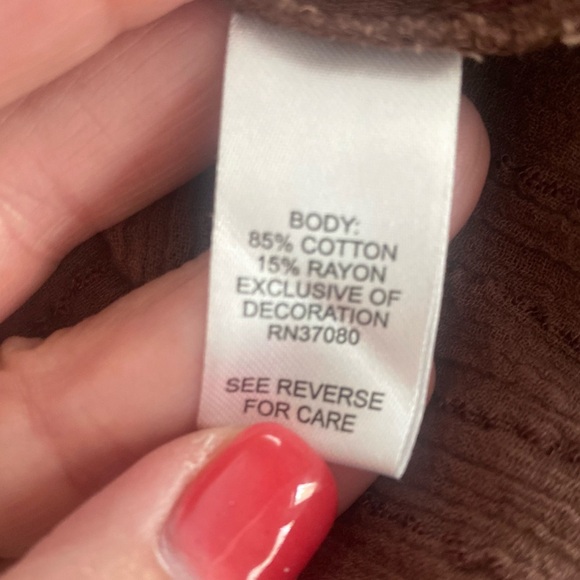 BODY:
85% COTTON
15% RAYON
EXCLUSIVE OF
DECORATION
RN37080
SEE REVERSE
FOR CARE